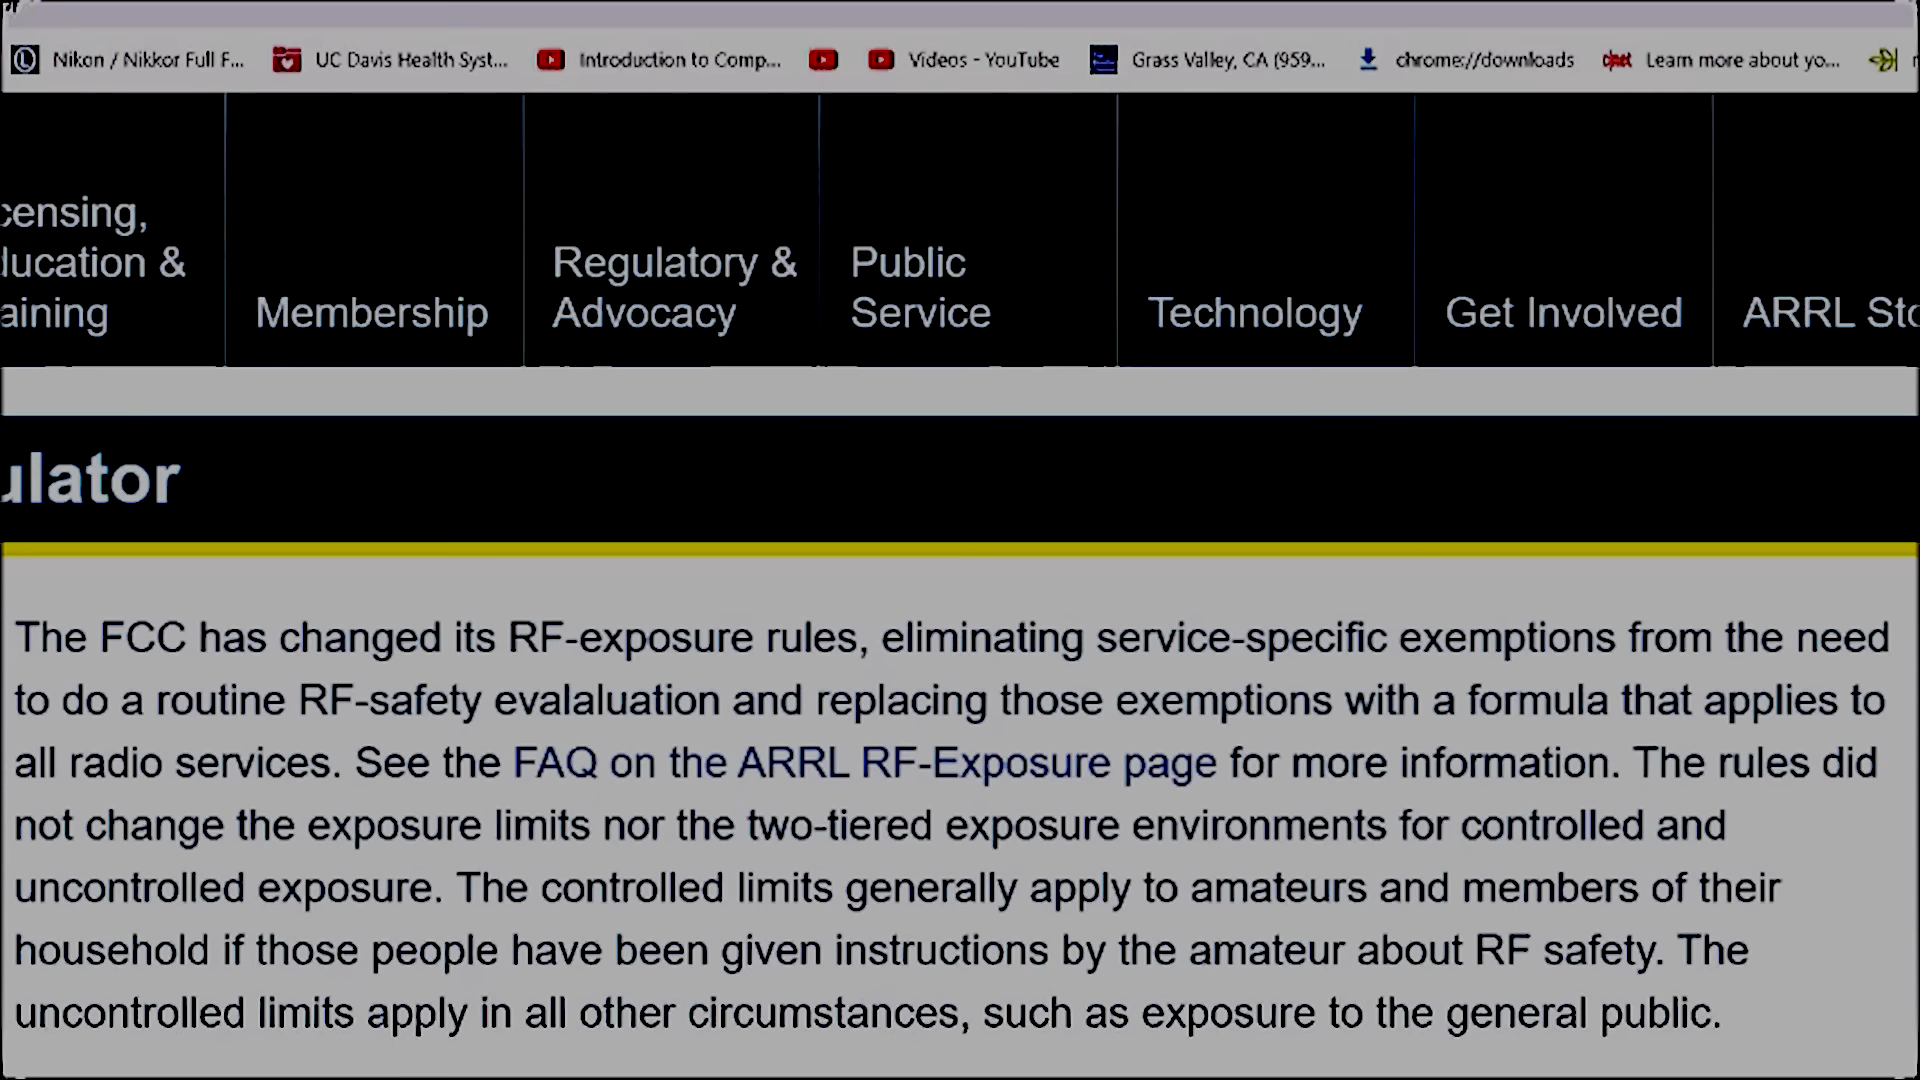 Nikon / Nikkor Full F... UC Davis Health Syst... Introduction to Comp... Videos - YouTube Grass Valley, CA (959... chrome://downloads Learn more about yo...
censing,
ducation & Regulatory & Public
aining Membership Advocacy Service Technology Get Involved ARRL Sto
ulator
The FCC has changed its RF-exposure rules, eliminating service-specific exemptions from the need
to do a routine RF-safety evalaluation and replacing those exemptions with a formula that applies to
all radio services. See the FAQ on the ARRL RF-Exposure page for more information. The rules did
not change the exposure limits nor the two-tiered exposure environments for controlled and
uncontrolled exposure. The controlled limits generally apply to amateurs and members of their
household if those people have been given instructions by the amateur about RF safety. The
uncontrolled limits apply in all other circumstances, such as exposure to the general public.